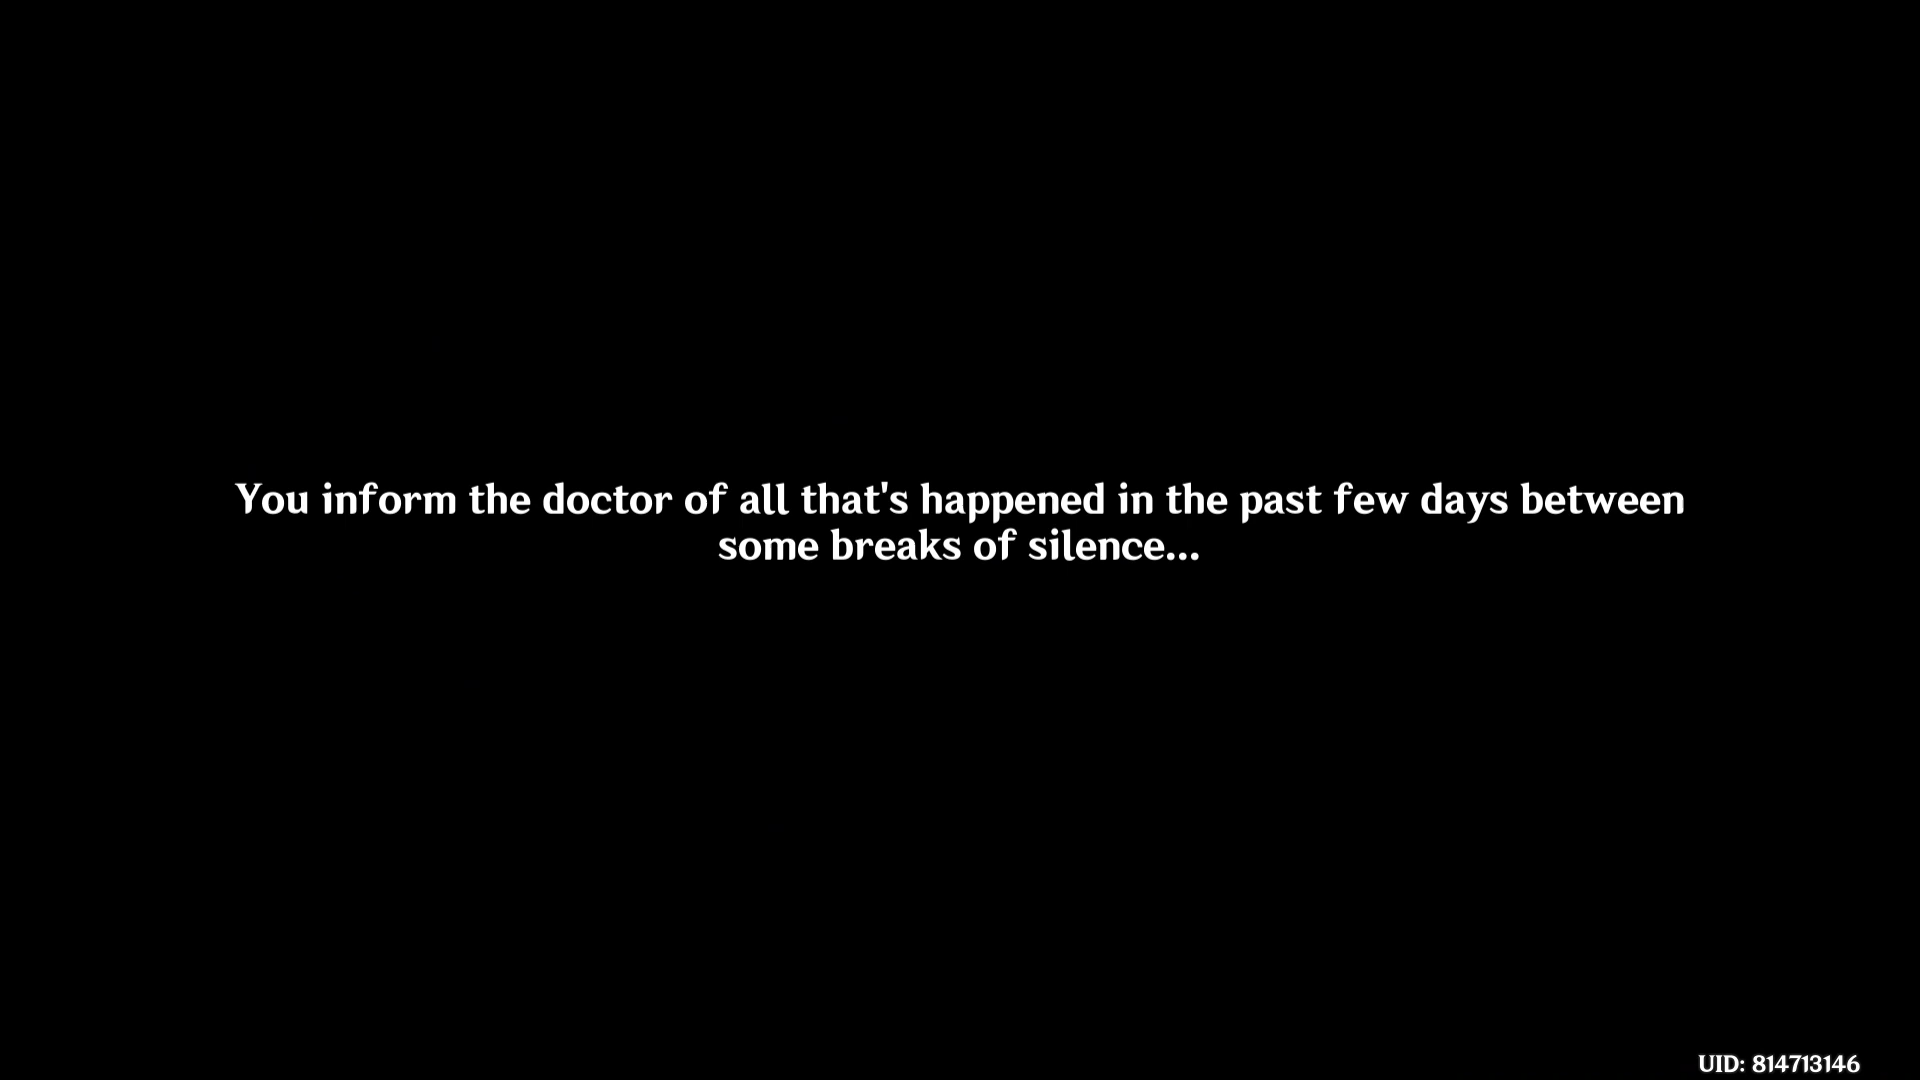 You inform the doctor of all that's happened in the past few days between
some breaks of silence...
UID: 814713146